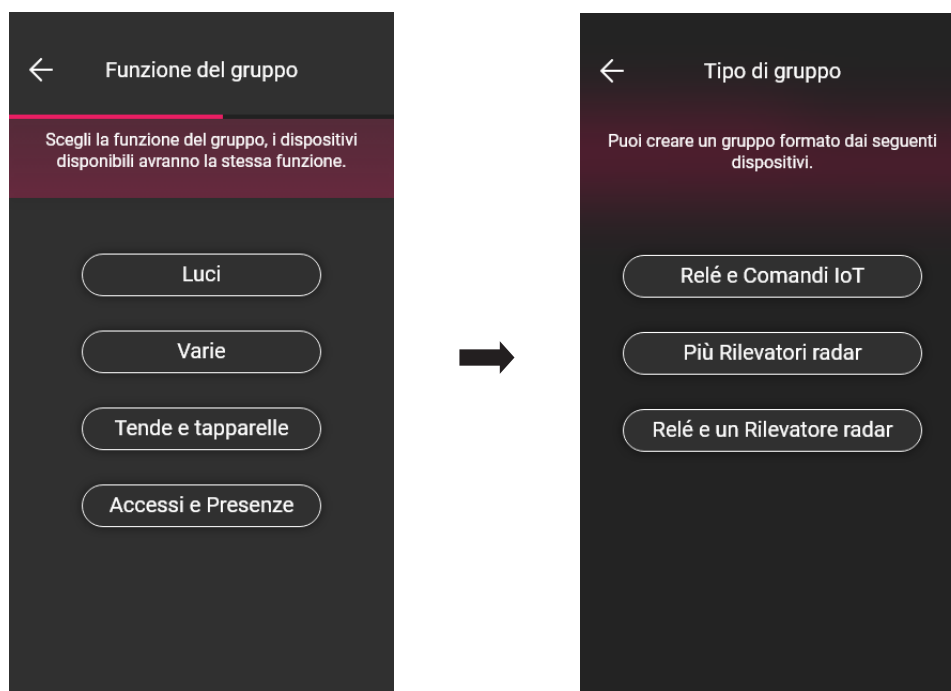 Funzione del gruppo
Scegli la funzione del gruppo, i dispositivi
disponibili avranno la stessa funzione.
Luci
Varie
Tende e tapparelle
Accessi e Presenze
Tipo di gruppo
Puoi creare un gruppo formato dai seguenti
dispositivi.
Relé e Comandi IoT
Più Rilevatori radar
Relé e un Rilevatore radar